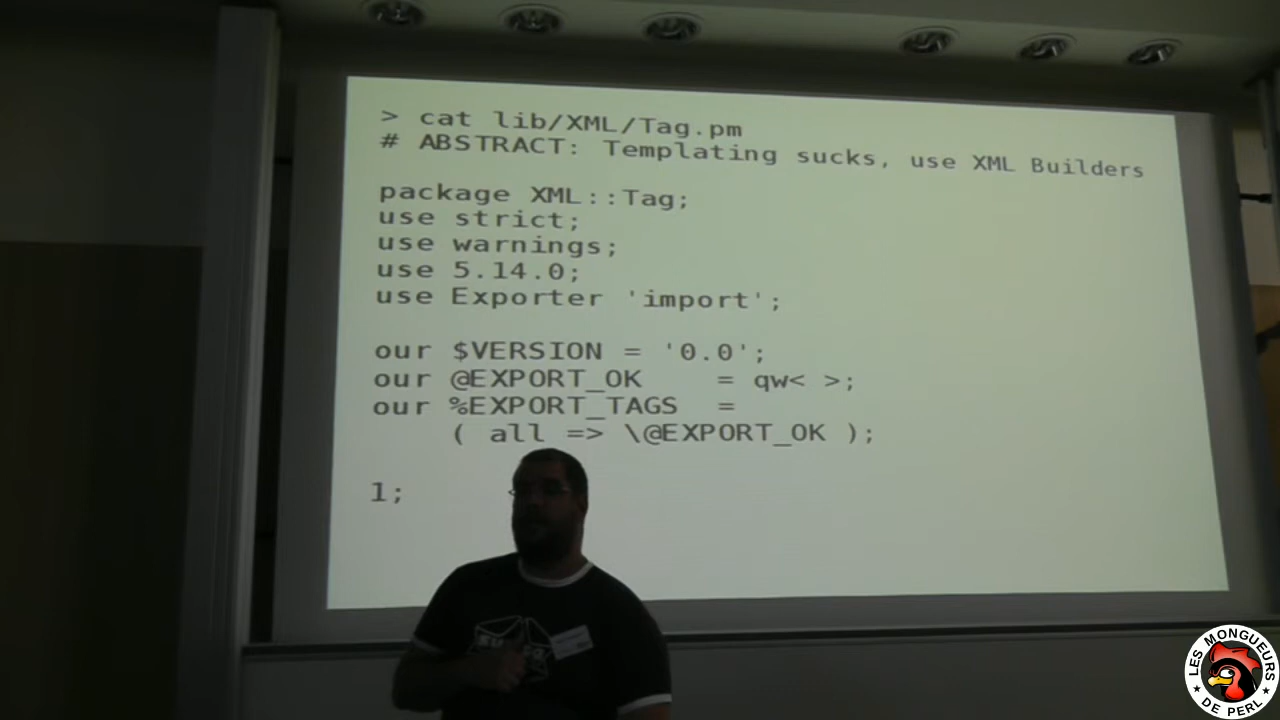 > cat lib/XML/Tag.pm
# ABSTRACT: Templating sucks, use XML Builders
package XML::Tag;
use strict;
use warnings;
use 5.14.0;
use Exporter 'import';
our $VERSION = '0.0';
our @EXPORT_OK    = qw< >;
our %EXPORT_TAGS  =
    ( all => \@EXPORT_OK );
1;
LES MONGUEURS
★ DE PERL ★